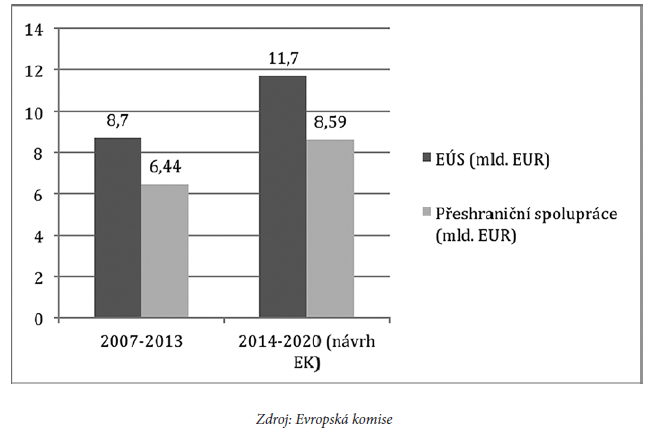 14
12
10
8
6
4
2
0
8,7
6,44
11,7
8,59
2007-2013
2014-2020 (návrh
EK)
EÚS (mld. EUR)
Přeshraniční spolupráce
(mld. EUR)
Zdroj: Evropská komise